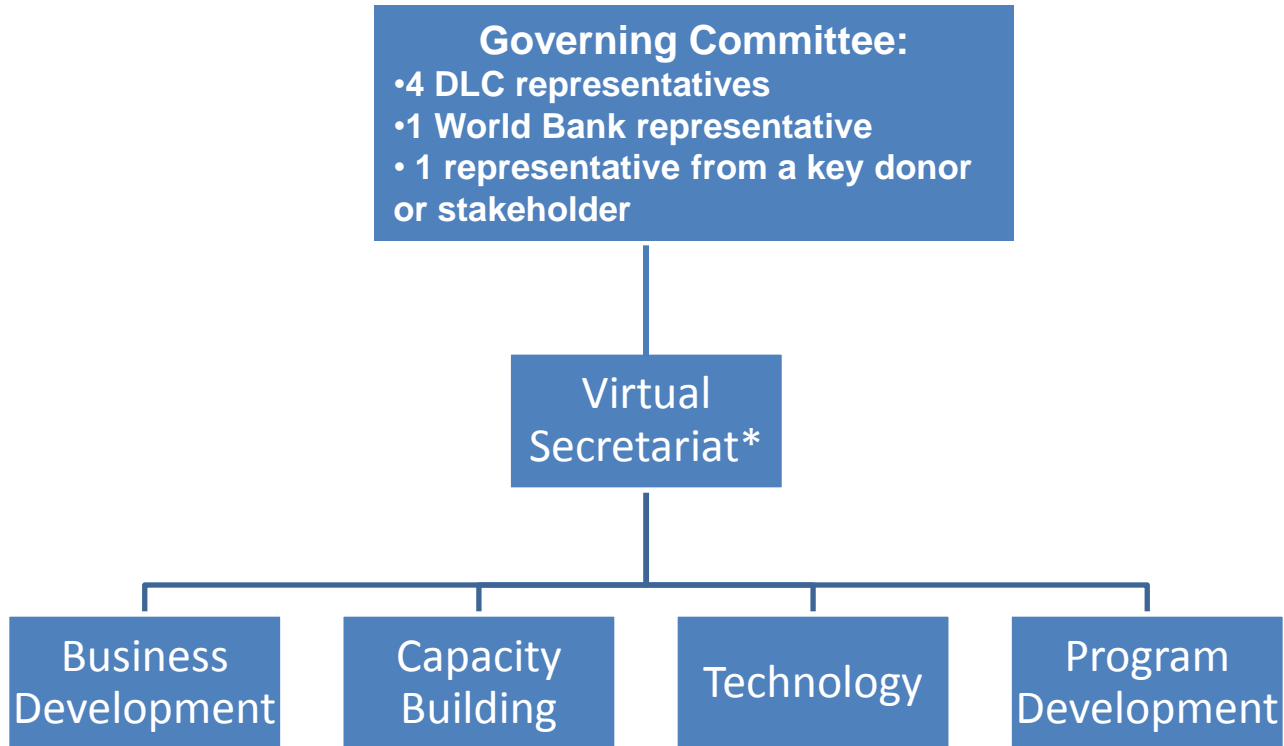 Governing Committee:
•4 DLC representatives
•1 World Bank representative
• 1 representative from a key donor
or stakeholder
Virtual
Secretariat*
Business
Development
Capacity
Building
Technology
Program
Development